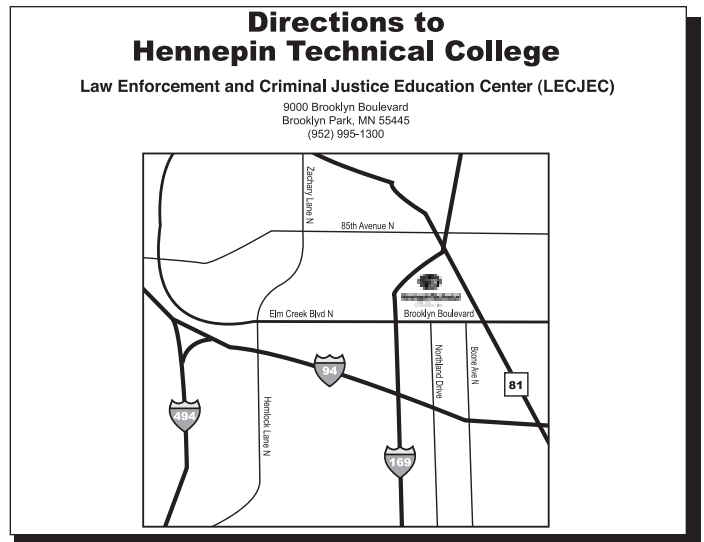 Directions to
Hennepin Technical College
Law Enforcement and Criminal Justice Education Center (LECJEC)
9000 Brooklyn Boulevard
Brooklyn Park, MN 55445
(952) 995-1300
Zachary Lane N
85th Avenue N
Elm Creek Blvd N
Brooklyn Boulevard
Northland Drive
Boone Ave N
94
81
494
Hemlock Lane N
169